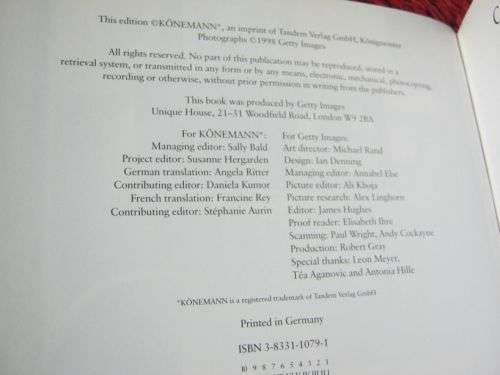 This edition ©KÖNEMANN*, an imprint of Tandem Verlag GmbH, Königswinter
Photographs ©1998 Getty Images
All rights reserved. No part of this publication may be reproduced, stored in a
retrieval system, or transmitted in any form or by any means, electronic, mechanical, photocopying,
recording or otherwise, without prior permission in writing from the publishers.
This book was produced by Getty Images
Unique House, 21–31 Woodfield Road, London W9 2BA
For KÖNEMANN*:
Managing editor: Sally Bald
Project editor: Susanne Hergarden
German translation: Angela Ritter
Contributing editor: Daniela Kumor
French translation: Francine Rey
Contributing editor: Stéphanie Aurin
For Getty Images:
Art director: Michael Rand
Design: Ian Denning
Managing editor: Annabel Else
Picture editor: Ali Khoja
Picture research: Alex Linghorn
Editor: James Hughes
Proof reader: Elisabeth Ihre
Scanning: Paul Wright, Andy Cockayne
Production: Robert Gray
Special thanks: Leon Meyer,
Téa Aganovic and Antonia Hille
*KÖNEMANN is a registered trademark of Tandem Verlag GmbH
Printed in Germany
ISBN 3-8331-1079-1
10 9 8 7 6 5 4 3 2 1